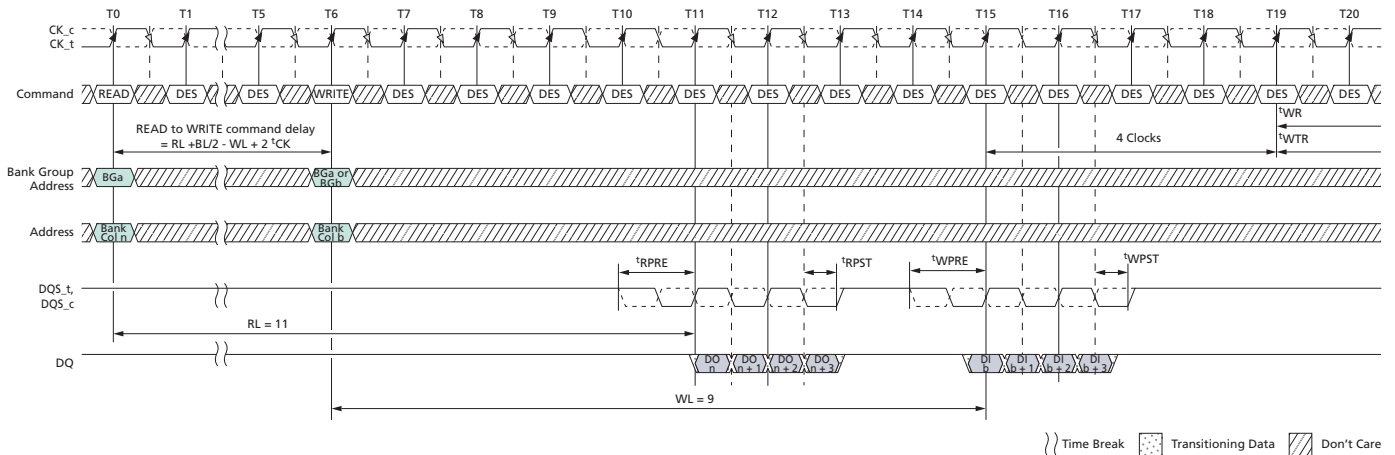 T0 T1 T5 T6 T7 T8 T9 T10 T11 T12 T13 T14 T15 T16 T17 T18 T19 T20
CK_c
CK_t
Command READ DES DES WRITE DES DES DES DES DES DES DES DES DES DES DES DES DES DES
tWR
READ to WRITE command delay
= RL +BL/2 - WL + 2 tCK
4 Clocks
tWTR
Bank Group
Address
BGa
BGa or
BGb
Address
Bank
Col n
Bank
Col b
tRPRE tRPST tWPRE tWPST
DQS_t,
DQS_c
RL = 11
DQ
DO
n
DO
n + 1
DO
n + 2
DO
n + 3
DI
b
DI
b + 1
DI
b + 2
DI
b + 3
WL = 9
Time Break Transitioning Data Don't Care